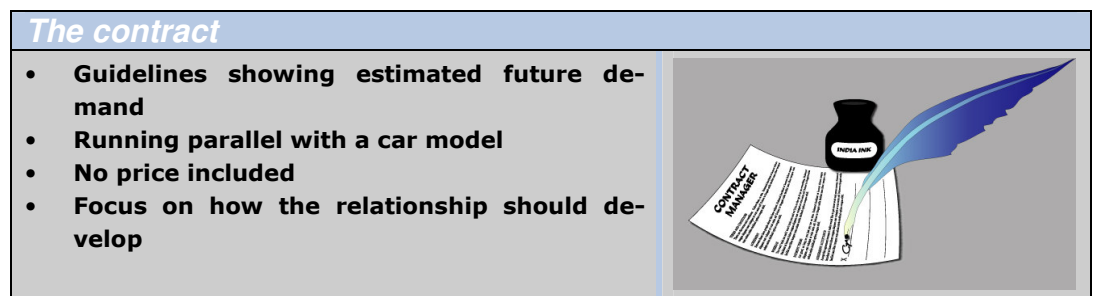 The contract
• Guidelines showing estimated future de-
mand
• Running parallel with a car model
• No price included
• Focus on how the relationship should de-
velop
INDIA INK
CONTRACT
MANAGER